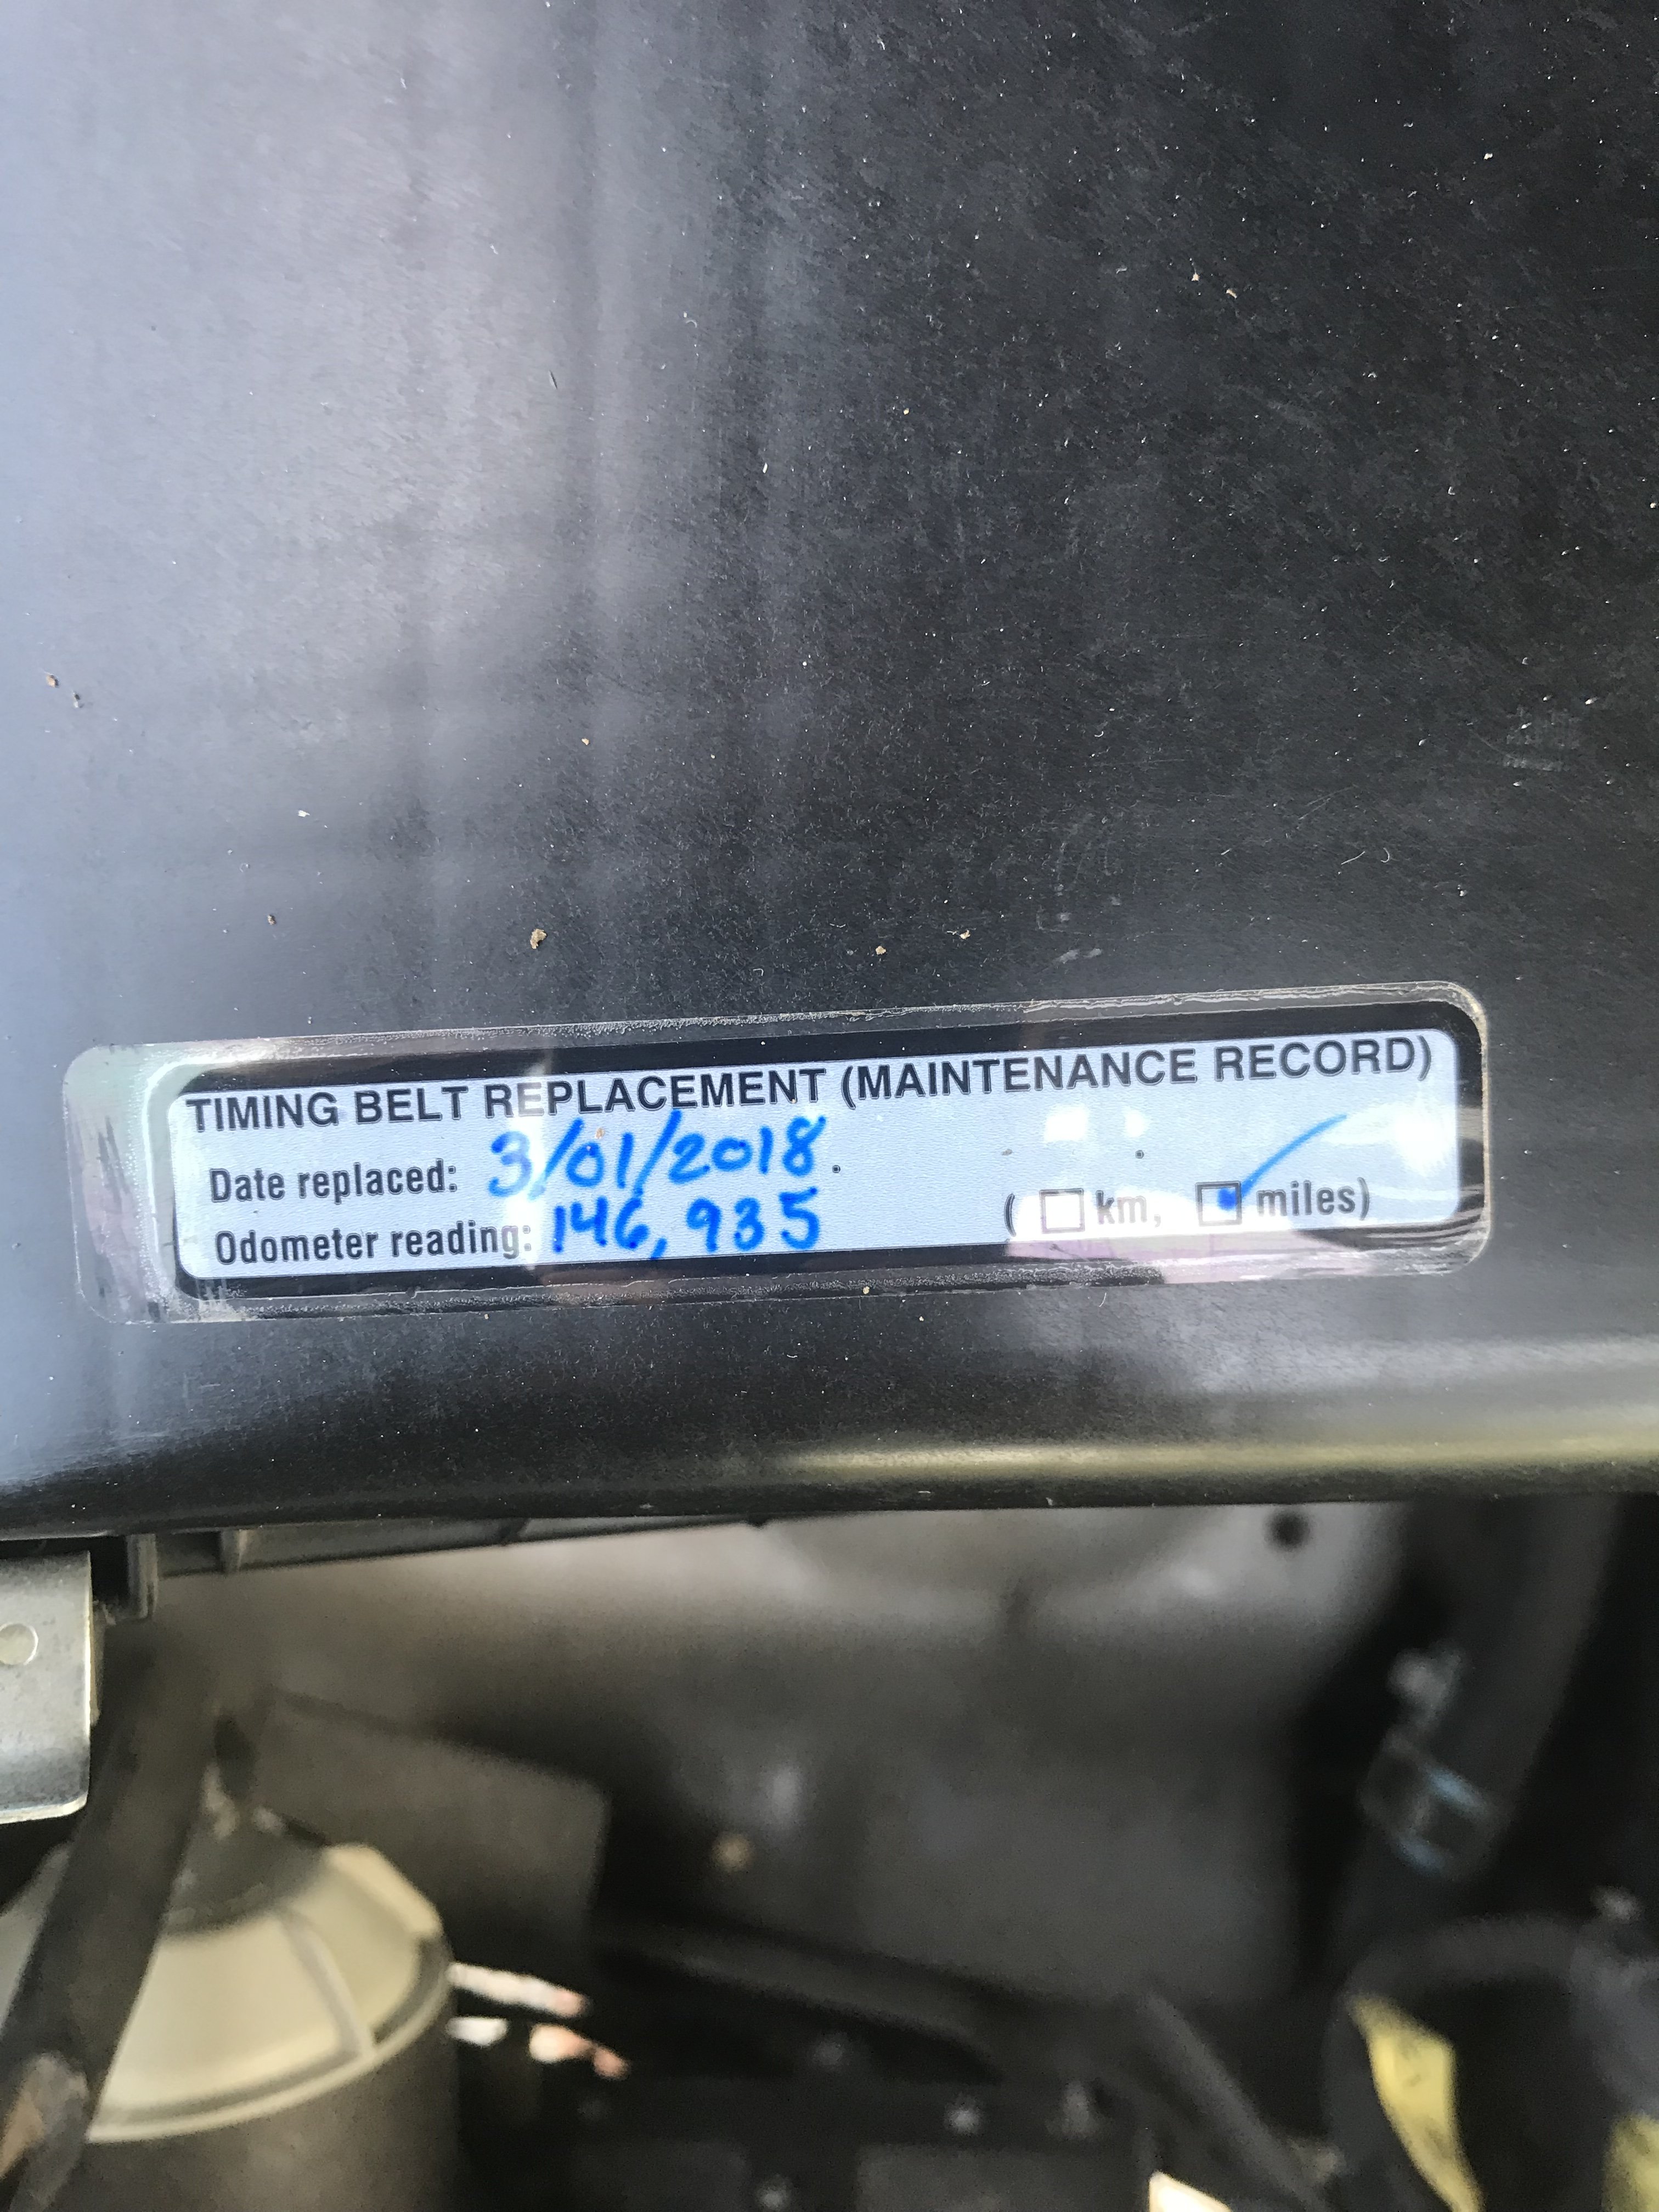 TIMING BELT REPLACEMENT (MAINTENANCE RECORD)
Date replaced: 3/01/2018.
Odometer reading: 146,935 ( km, miles)